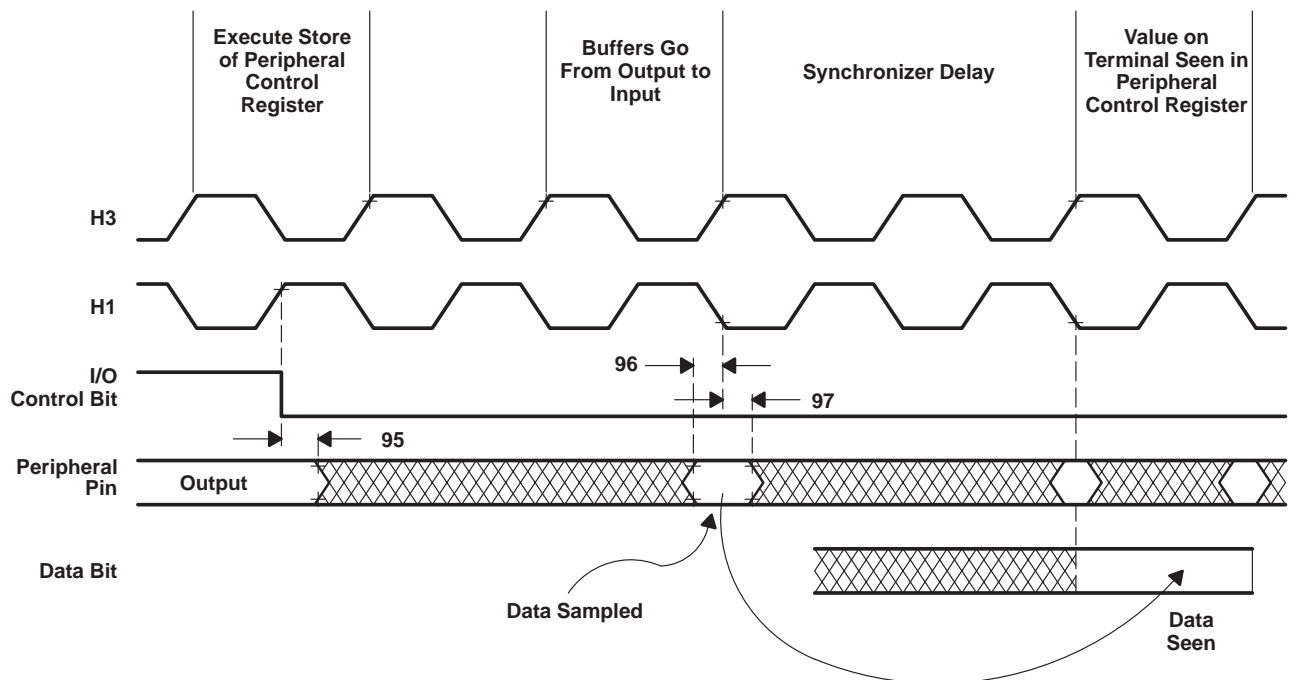 Execute Store
of Peripheral
Control
Register
Buffers Go
From Output to
Input
Synchronizer Delay
Value on
Terminal Seen in
Peripheral
Control Register
H3
H1
I/O
Control Bit
96
97
95
Peripheral
Pin
Output
Data Bit
Data Sampled
Data
Seen